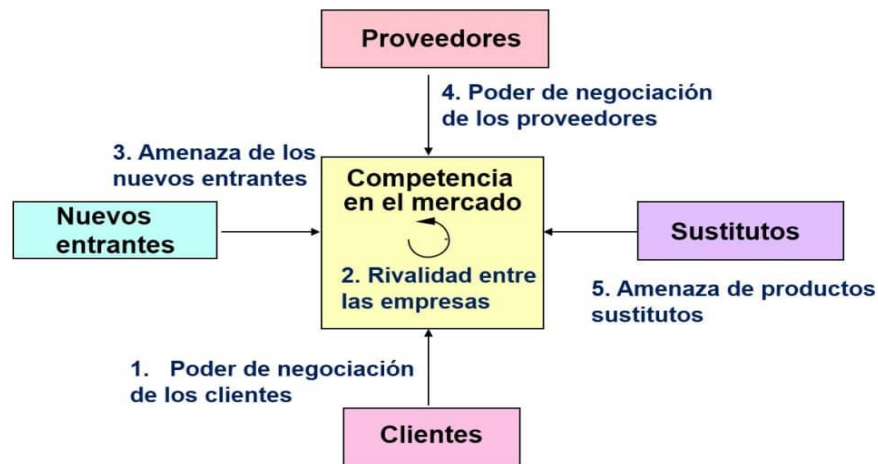 Proveedores
4. Poder de negociación
de los proveedores
3. Amenaza de los
nuevos entrantes
Competencia
en el mercado
Nuevos
entrantes
Sustitutos
2. Rivalidad entre
las empresas
5. Amenaza de productos
sustitutos
1. Poder de negociación
de los clientes
Clientes